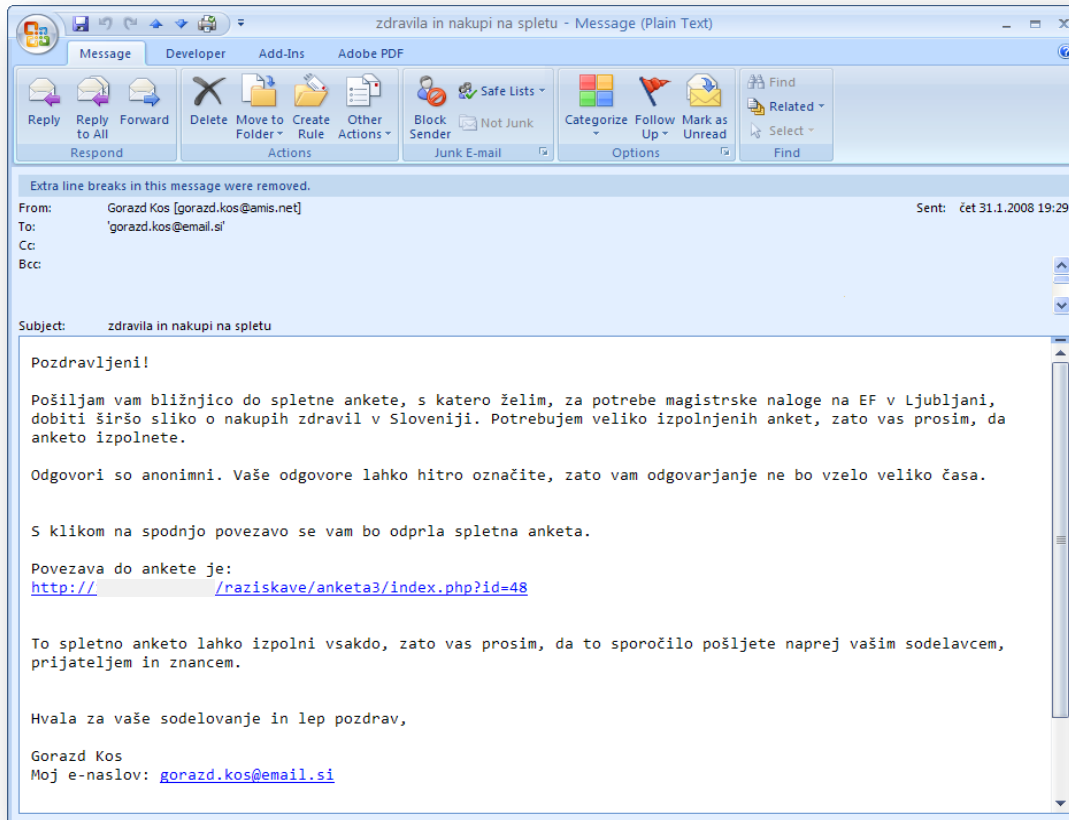 zdravila in nakupi na spletu - Message (Plain Text)
Message Developer Add-Ins Adobe PDF
Reply Reply to All Forward Delete Move to Folder Create Rule Other Actions Block Sender Safe Lists Not Junk Categorize Follow Up Mark as Unread Find Related Select
Respond Actions Junk E-mail Options Find
Extra line breaks in this message were removed.
From: Gorazd Kos [gorazd.kos@amis.net] Sent: čet 31.1.2008 19:29
To: 'gorazd.kos@email.si'
Cc:
Bcc:
Subject: zdravila in nakupi na spletu
Pozdravljeni!
Pošiljam vam bližnjico do spletne ankete, s katero želim, za potrebe magistrske naloge na EF v Ljubljani,
dobiti širšo sliko o nakupih zdravil v Sloveniji. Potrebujem veliko izpolnjenih anket, zato vas prosim, da
anketo izpolnete.
Odgovori so anonimni. Vaše odgovore lahko hitro označite, zato vam odgovarjanje ne bo vzelo veliko časa.
S klikom na spodnjo povezavo se vam bo odprla spletna anketa.
Povezava do ankete je:
http:// /raziskave/anketa3/index.php?id=48
To spletno anketo lahko izpolni vsakdo, zato vas prosim, da to sporočilo pošljete naprej vašim sodelavcem,
prijateljem in znancem.
Hvala za vaše sodelovanje in lep pozdrav,
Gorazd Kos
Moj e-naslov: gorazd.kos@email.si